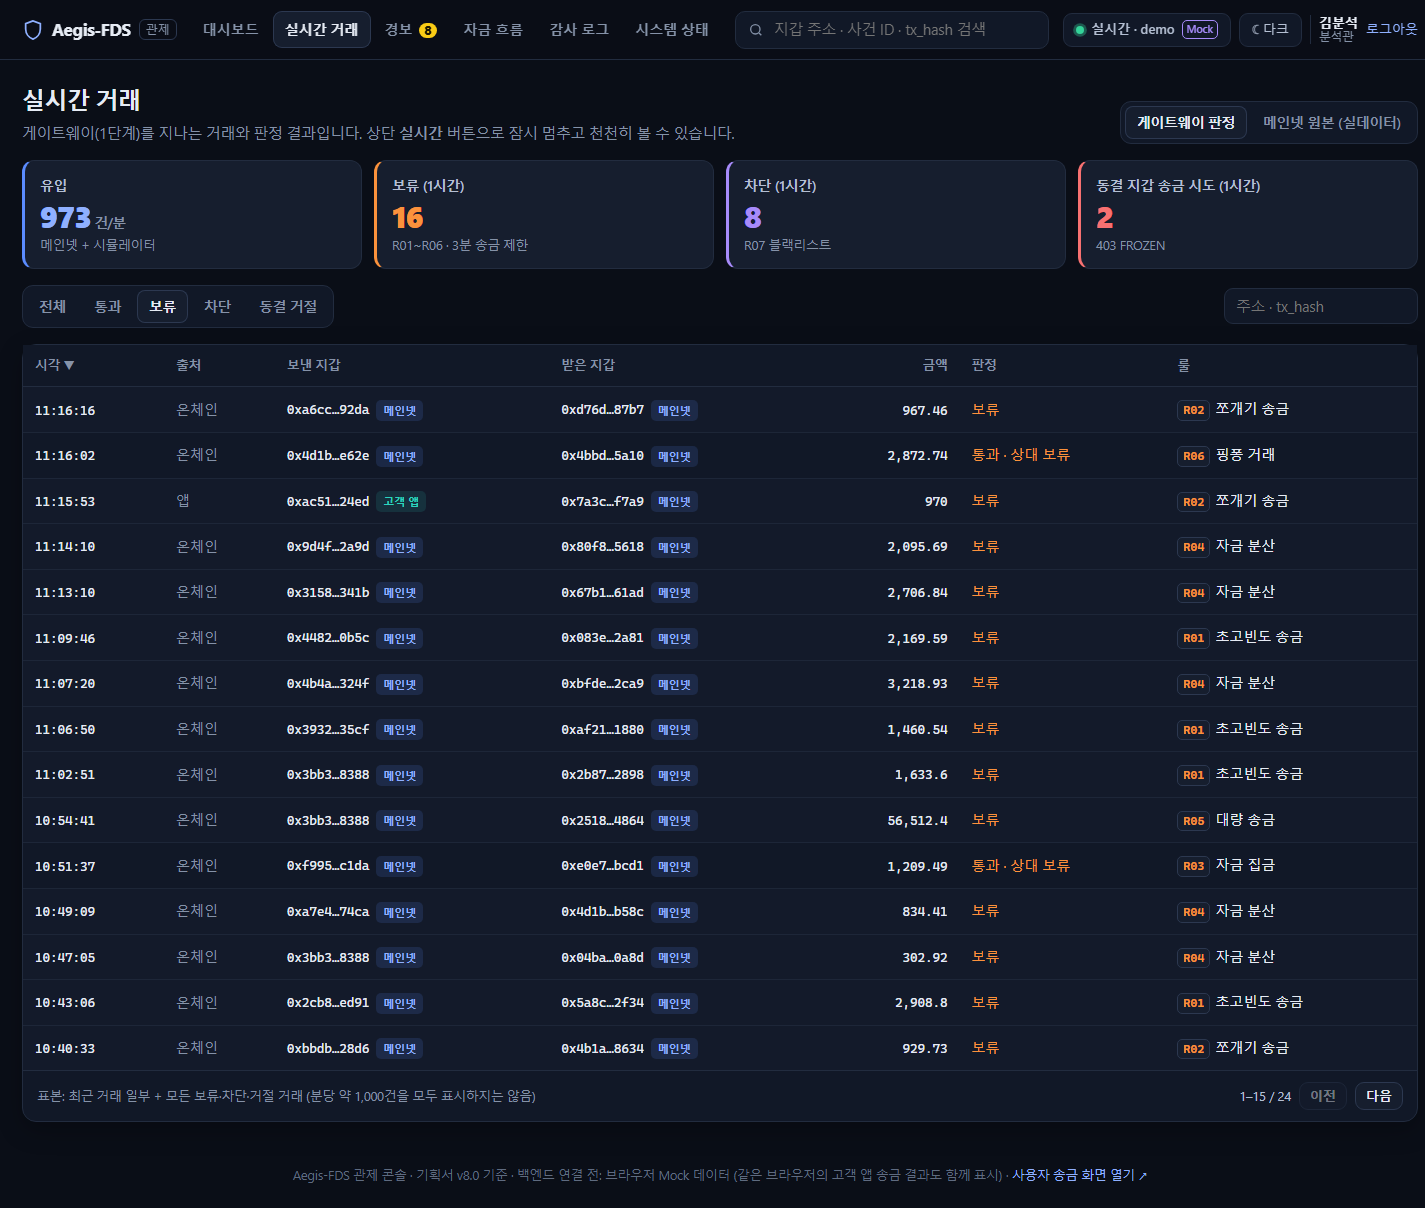 Aegis-FDS 관제 대시보드 실시간 거래 경보 8 자금 흐름 감사 로그 시스템 상태 지갑 주소 · 사건 ID · tx_hash 검색 실시간 · demo Mock ☾ 다크 김분석 분석관 로그아웃
실시간 거래
게이트웨이(1단계)를 지나는 거래와 판정 결과입니다. 상단 실시간 버튼으로 잠시 멈추고 천천히 볼 수 있습니다.
게이트웨이 판정 메인넷 원본 (실데이터)
유입
973 건/분
메인넷 + 시뮬레이터
보류 (1시간)
16
R01~R06 · 3분 송금 제한
차단 (1시간)
8
R07 블랙리스트
동결 지갑 송금 시도 (1시간)
2
403 FROZEN
전체 통과 보류 차단 동결 거절 주소 · tx_hash
시각 ▼ 출처 보낸 지갑 받은 지갑 금액 판정 룰
11:16:16 온체인 0xa6cc…92da 메인넷 0xd76d…87b7 메인넷 967.46 보류 R02 쪼개기 송금
11:16:02 온체인 0x4d1b…e62e 메인넷 0x4bbd…5a10 메인넷 2,872.74 통과 · 상대 보류 R06 핑퐁 거래
11:15:53 앱 0xac51…24ed 고객 앱 0x7a3c…f7a9 메인넷 970 보류 R02 쪼개기 송금
11:14:10 온체인 0x9d4f…2a9d 메인넷 0x80f8…5618 메인넷 2,095.69 보류 R04 자금 분산
11:13:10 온체인 0x3158…341b 메인넷 0x67b1…61ad 메인넷 2,706.84 보류 R04 자금 분산
11:09:46 온체인 0x4482…0b5c 메인넷 0x083e…2a81 메인넷 2,169.59 보류 R01 초고빈도 송금
11:07:20 온체인 0x4b4a…324f 메인넷 0xbfde…2ca9 메인넷 3,218.93 보류 R04 자금 분산
11:06:50 온체인 0x3932…35cf 메인넷 0xaf21…1880 메인넷 1,460.54 보류 R01 초고빈도 송금
11:02:51 온체인 0x3bb3…8388 메인넷 0x2b87…2898 메인넷 1,633.6 보류 R01 초고빈도 송금
10:54:41 온체인 0x3bb3…8388 메인넷 0x2518…4864 메인넷 56,512.4 보류 R05 대량 송금
10:51:37 온체인 0xf995…c1da 메인넷 0xe0e7…bcd1 메인넷 1,209.49 통과 · 상대 보류 R03 자금 집금
10:49:09 온체인 0xa7e4…74ca 메인넷 0x4d1b…b58c 메인넷 834.41 보류 R04 자금 분산
10:47:05 온체인 0x3bb3…8388 메인넷 0x04ba…0a8d 메인넷 302.92 보류 R04 자금 분산
10:43:06 온체인 0x2cb8…ed91 메인넷 0x5a8c…2f34 메인넷 2,908.8 보류 R01 초고빈도 송금
10:40:33 온체인 0xbbdb…28d6 메인넷 0x4b1a…8634 메인넷 929.73 보류 R02 쪼개기 송금
표본: 최근 거래 일부 + 모든 보류·차단·거절 거래 (분당 약 1,000건을 모두 표시하지는 않음) 1–15 / 24 이전 다음
Aegis-FDS 관제 콘솔 · 기획서 v8.0 기준 · 백엔드 연결 전: 브라우저 Mock 데이터 (같은 브라우저의 고객 앱 송금 결과도 함께 표시) · 사용자 송금 화면 열기 ↗